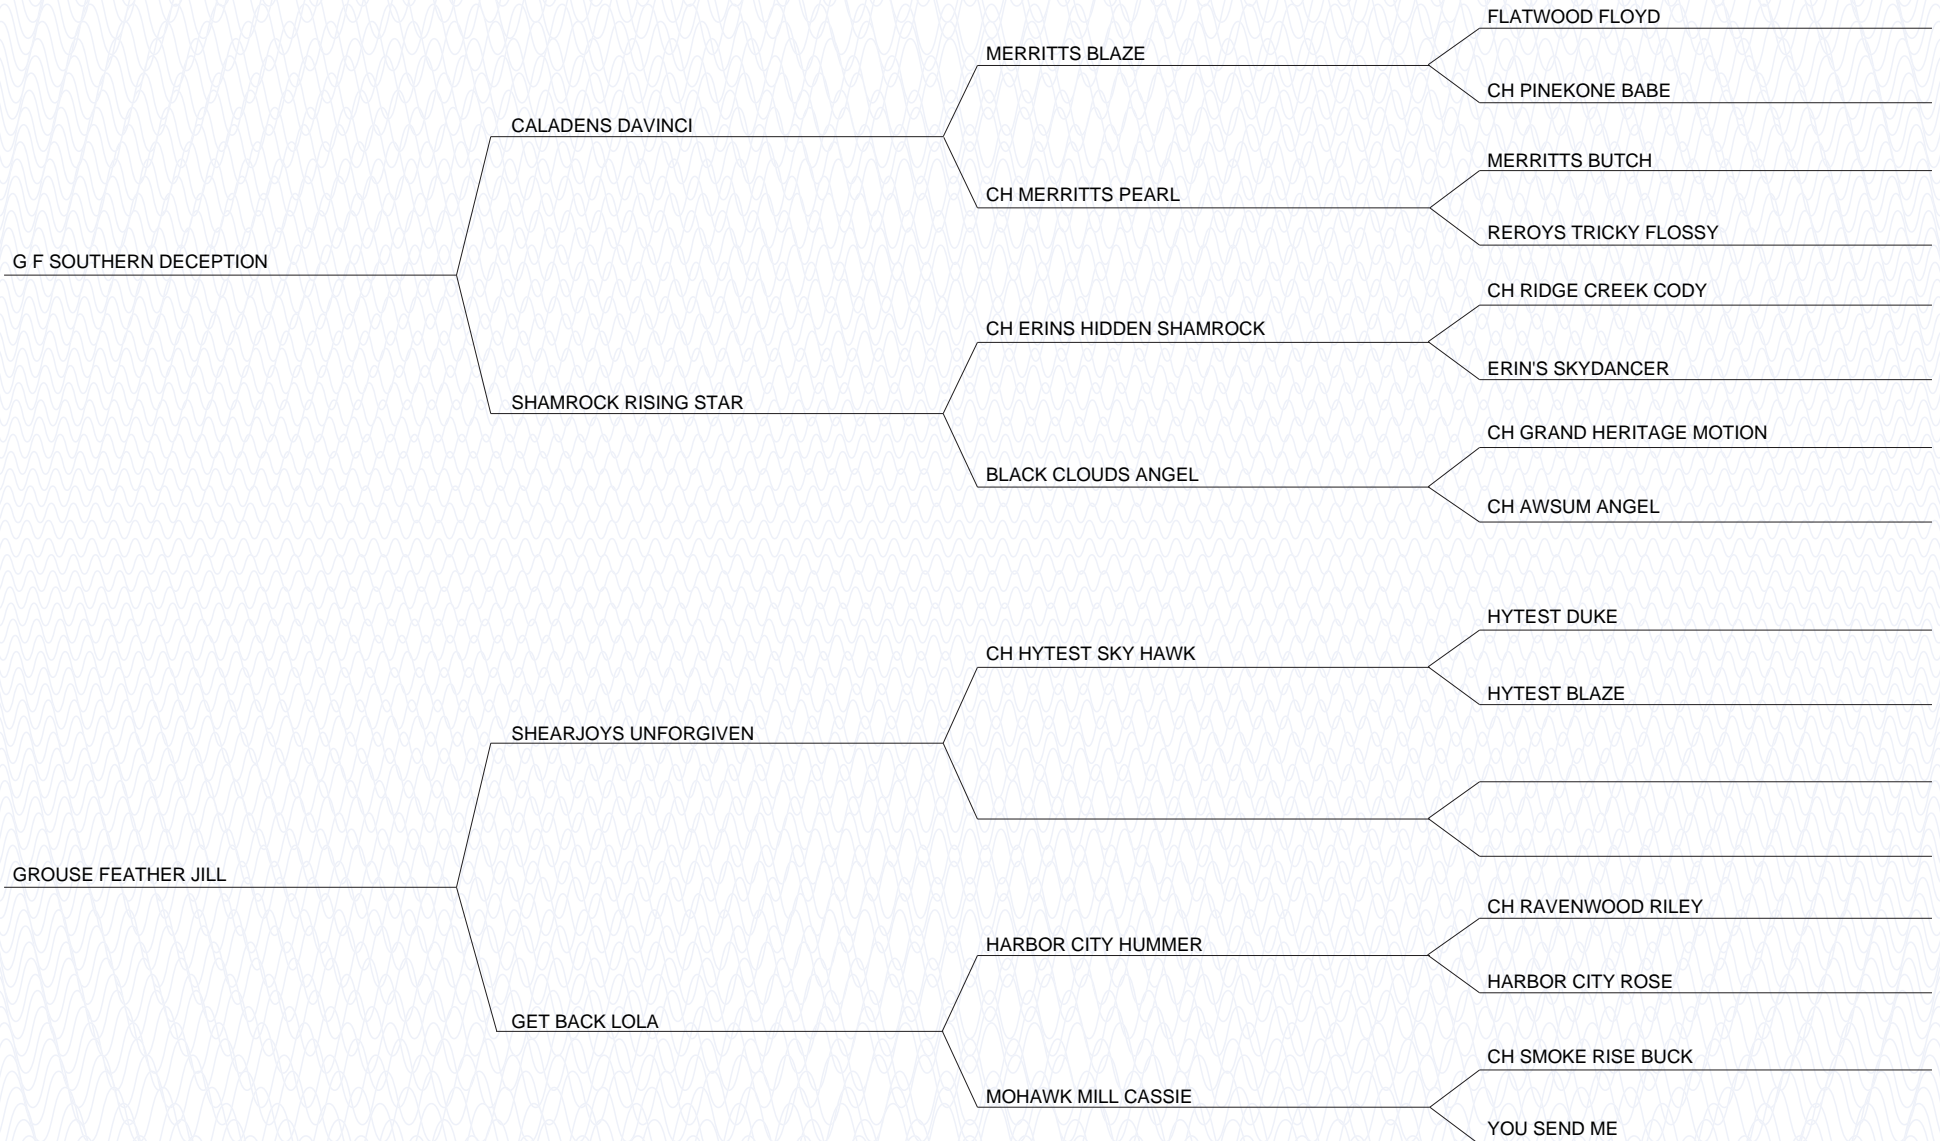 FLATWOOD FLOYD
MERRITTS BLAZE
CH PINEKONE BABE
CALADENS DAVINCI
MERRITTS BUTCH
CH MERRITTS PEARL
REROYS TRICKY FLOSSY
G F SOUTHERN DECEPTION
CH RIDGE CREEK CODY
CH ERINS HIDDEN SHAMROCK
ERIN'S SKYDANCER
SHAMROCK RISING STAR
CH GRAND HERITAGE MOTION
BLACK CLOUDS ANGEL
CH AWSUM ANGEL
HYTEST DUKE
CH HYTEST SKY HAWK
HYTEST BLAZE
SHEARJOYS UNFORGIVEN
GROUSE FEATHER JILL
CH RAVENWOOD RILEY
HARBOR CITY HUMMER
HARBOR CITY ROSE
GET BACK LOLA
CH SMOKE RISE BUCK
MOHAWK MILL CASSIE
YOU SEND ME